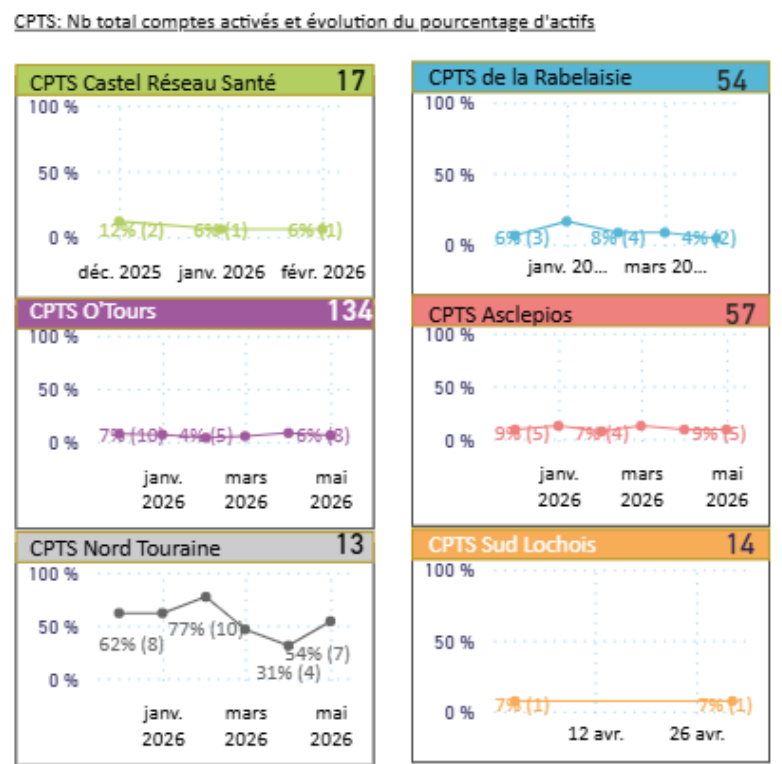 CPTS: Nb total comptes activés et évolution du pourcentage d'actifs
CPTS Castel Réseau Santé 17
100 %
50 %
0 %
12% (2) 6% (1) 6% (1)
déc. 2025 janv. 2026 févr. 2026
CPTS de la Rabelaisie 54
100 %
50 %
0 %
6% (3) 8% (4) 4% (2)
janv. 20... mars 20...
CPTS O'Tours 134
100 %
50 %
0 %
7% (10) 4% (5) 6% (8)
janv. mars mai
2026 2026 2026
CPTS Asclepios 57
100 %
50 %
0 %
9% (5) 7% (4) 9% (5)
janv. mars mai
2026 2026 2026
CPTS Nord Touraine 13
100 %
50 %
0 %
62% (8) 77% (10) 31% (4) 54% (7)
janv. mars mai
2026 2026 2026
CPTS Sud Lochois 14
100 %
50 %
0 %
7% (1) 7% (1)
12 avr. 26 avr.